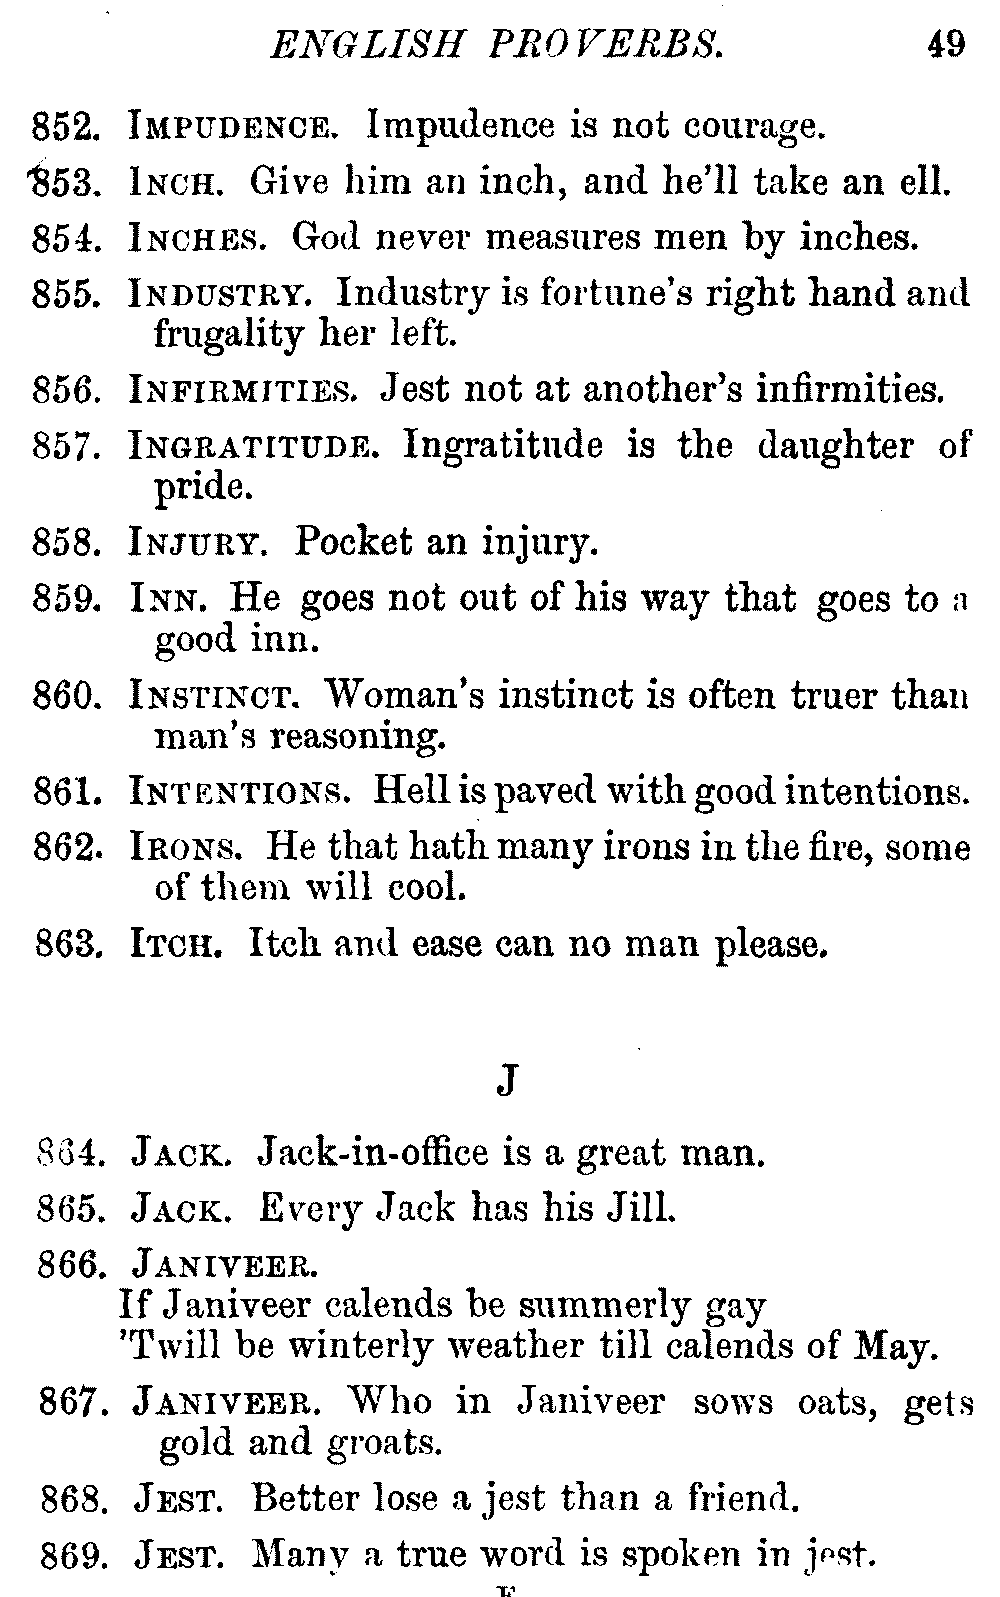 ENGLISH PROVERBS. 49
852. IMPUDENCE. Impudence is not courage.
853. INCH. Give him an inch, and he'll take an ell.
854. INCHES. God never measures men by inches.
855. INDUSTRY. Industry is fortune's right hand and
frugality her left.
856. INFIRMITIES. Jest not at another's infirmities.
857. INGRATITUDE. Ingratitude is the daughter of
pride.
858. INJURY. Pocket an injury.
859. INN. He goes not out of his way that goes to a
good inn.
860. INSTINCT. Woman's instinct is often truer than
man's reasoning.
861. INTENTIONS. Hell is paved with good intentions.
862. IRONS. He that hath many irons in the fire, some
of them will cool.
863. ITCH. Itch and ease can no man please.
J
864. JACK. Jack-in-office is a great man.
865. JACK. Every Jack has his Jill.
866. JANIVEER.
If Janiveer calends be summerly gay
'Twill be winterly weather till calends of May.
867. JANIVEER. Who in Janiveer sows oats, gets
gold and groats.
868. JEST. Better lose a jest than a friend.
869. JEST. Many a true word is spoken in jest.